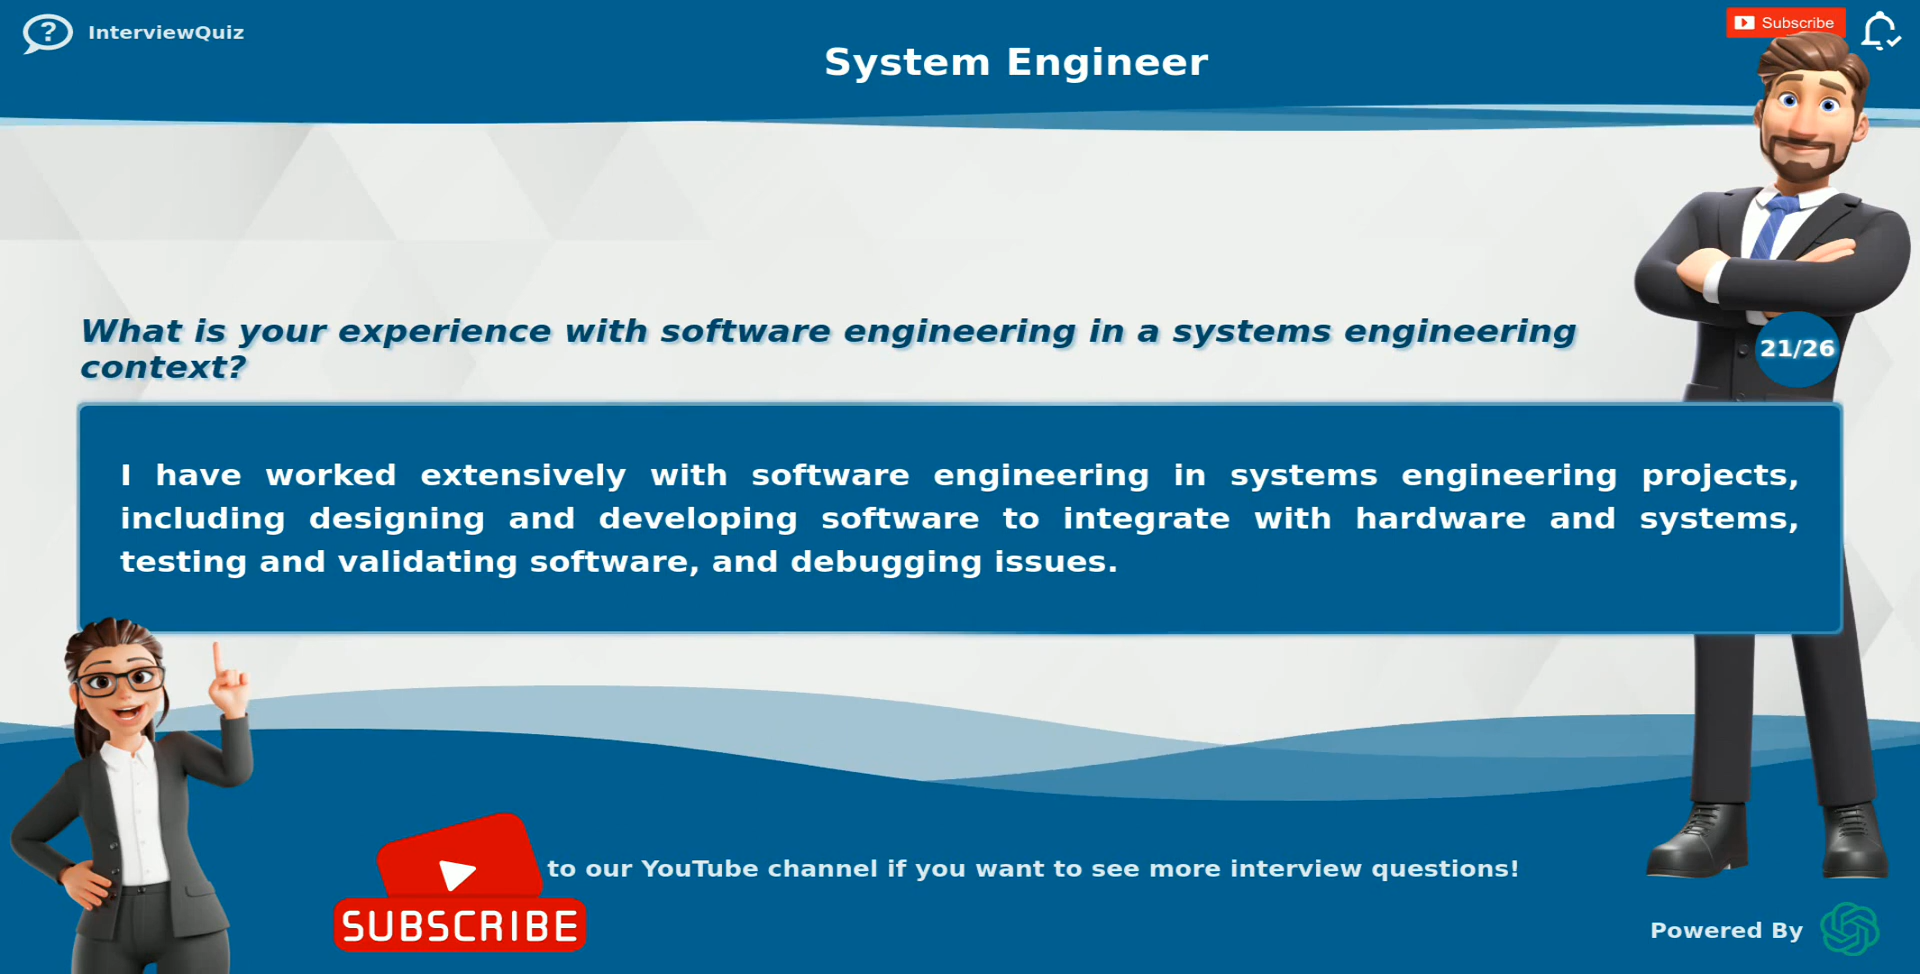 InterviewQuiz
Subscribe
System Engineer
What is your experience with software engineering in a systems engineering
context?
21/26
I have worked extensively with software engineering in systems engineering projects,
including designing and developing software to integrate with hardware and systems,
testing and validating software, and debugging issues.
to our YouTube channel if you want to see more interview questions!
SUBSCRIBE
Powered By